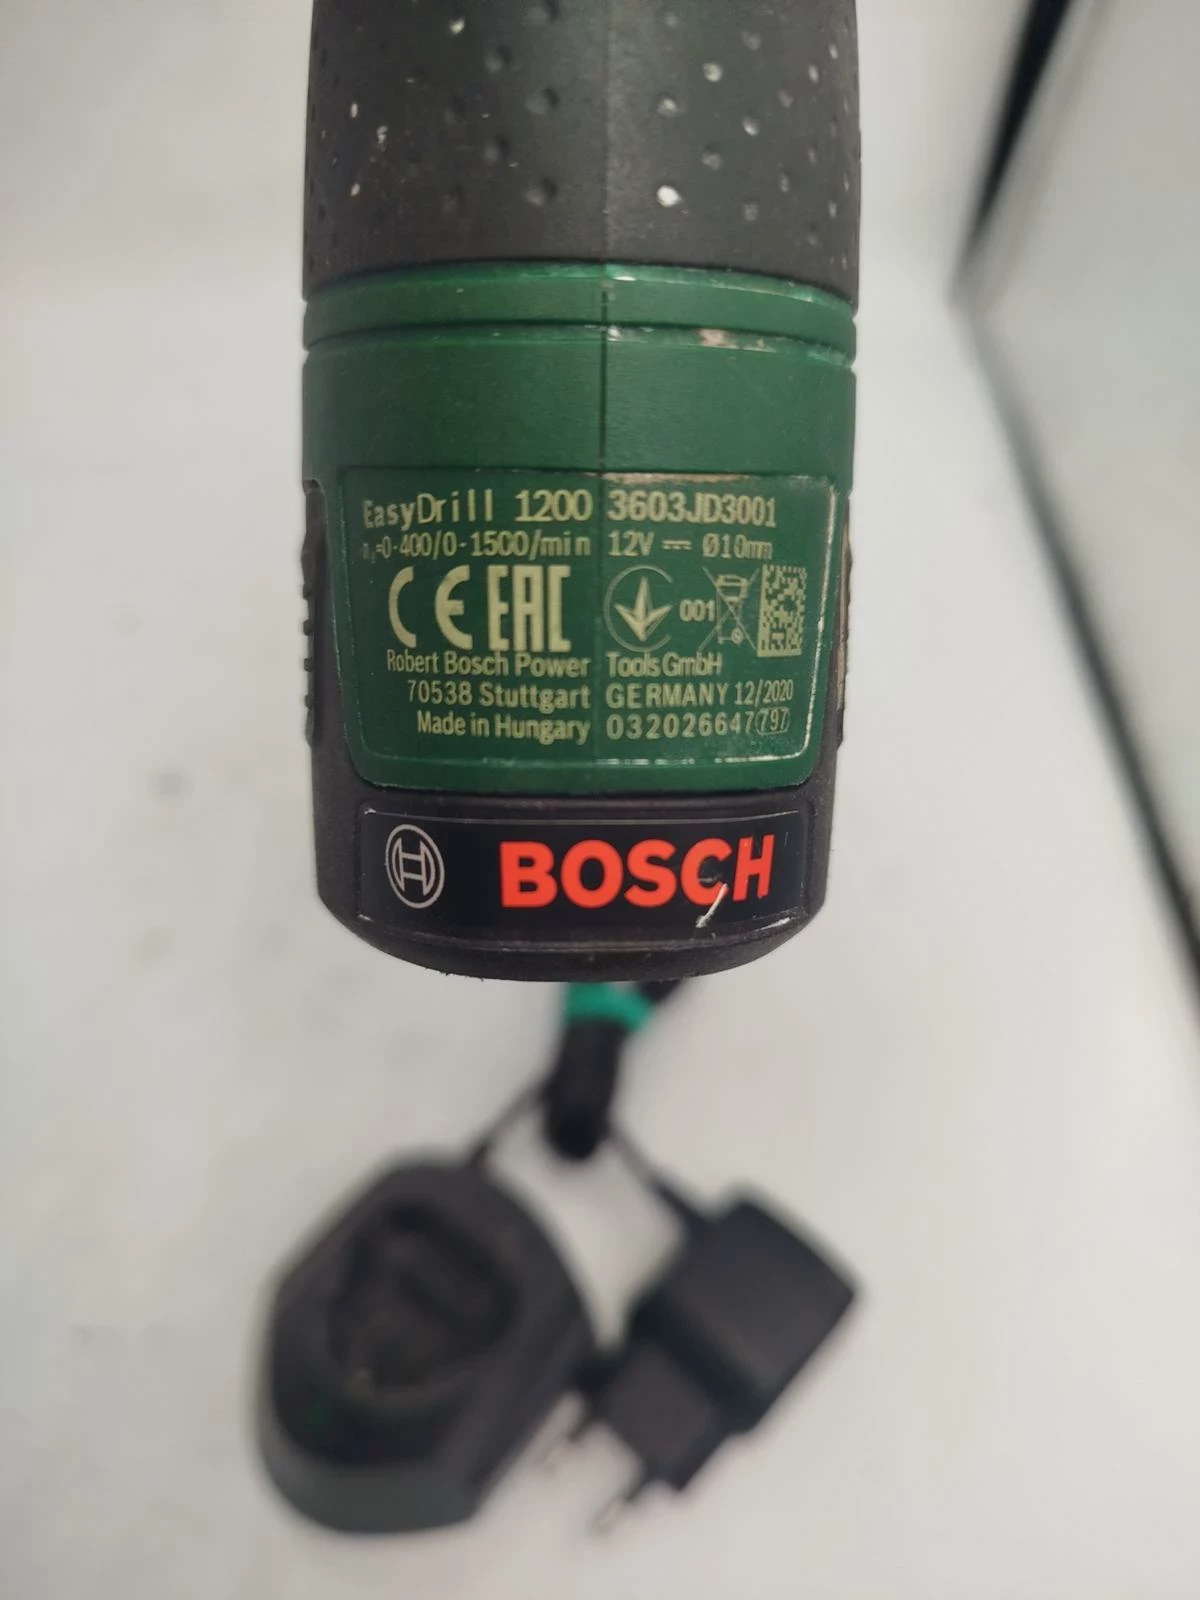 EasyDrill 1200 3603JD3001
n₀=0-400/0-1500/min 12V ⎓ Ø10mm
CE EAC 001
Robert Bosch Power Tools GmbH
70538 Stuttgart GERMANY 12/2020
Made in Hungary 032026647 797
BOSCH